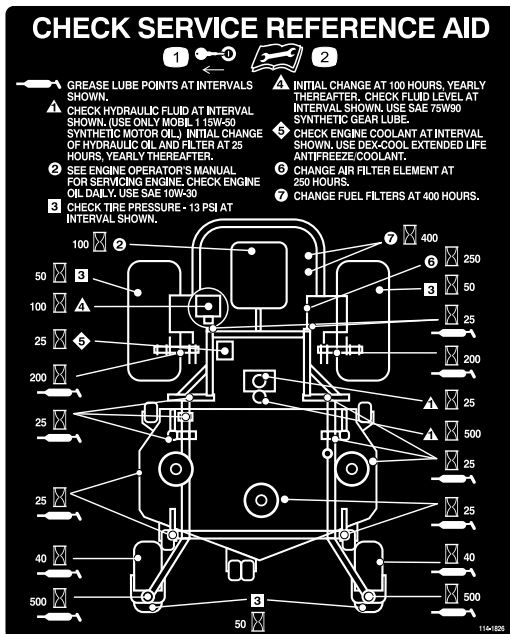 CHECK SERVICE REFERENCE AID
1
2
GREASE LUBE POINTS AT INTERVALS
SHOWN.
1 CHECK HYDRAULIC FLUID AT INTERVAL
SHOWN. (USE ONLY MOBIL 1 15W-50
SYNTHETIC MOTOR OIL.) INITIAL CHANGE
OF HYDRAULIC OIL AND FILTER AT 25
HOURS, YEARLY THEREAFTER.
2 SEE ENGINE OPERATOR'S MANUAL
FOR SERVICING ENGINE. CHECK ENGINE
OIL DAILY. USE SAE 10W-30
3 CHECK TIRE PRESSURE - 13 PSI AT
INTERVAL SHOWN.
4 INITIAL CHANGE AT 100 HOURS, YEARLY
THEREAFTER. CHECK FLUID LEVEL AT
INTERVAL SHOWN. USE SAE 75W90
SYNTHETIC GEAR LUBE.
5 CHECK ENGINE COOLANT AT INTERVAL
SHOWN. USE DEX-COOL EXTENDED LIFE
ANTIFREEZE/COOLANT.
6 CHANGE AIR FILTER ELEMENT AT
250 HOURS.
7 CHANGE FUEL FILTERS AT 400 HOURS.
100 2
50 3
100 4
25 5
200
25
25
40
500
7 400
6 250
3 50
25
200
1 25
1 500
25
25
40
500
3
50
114-1826